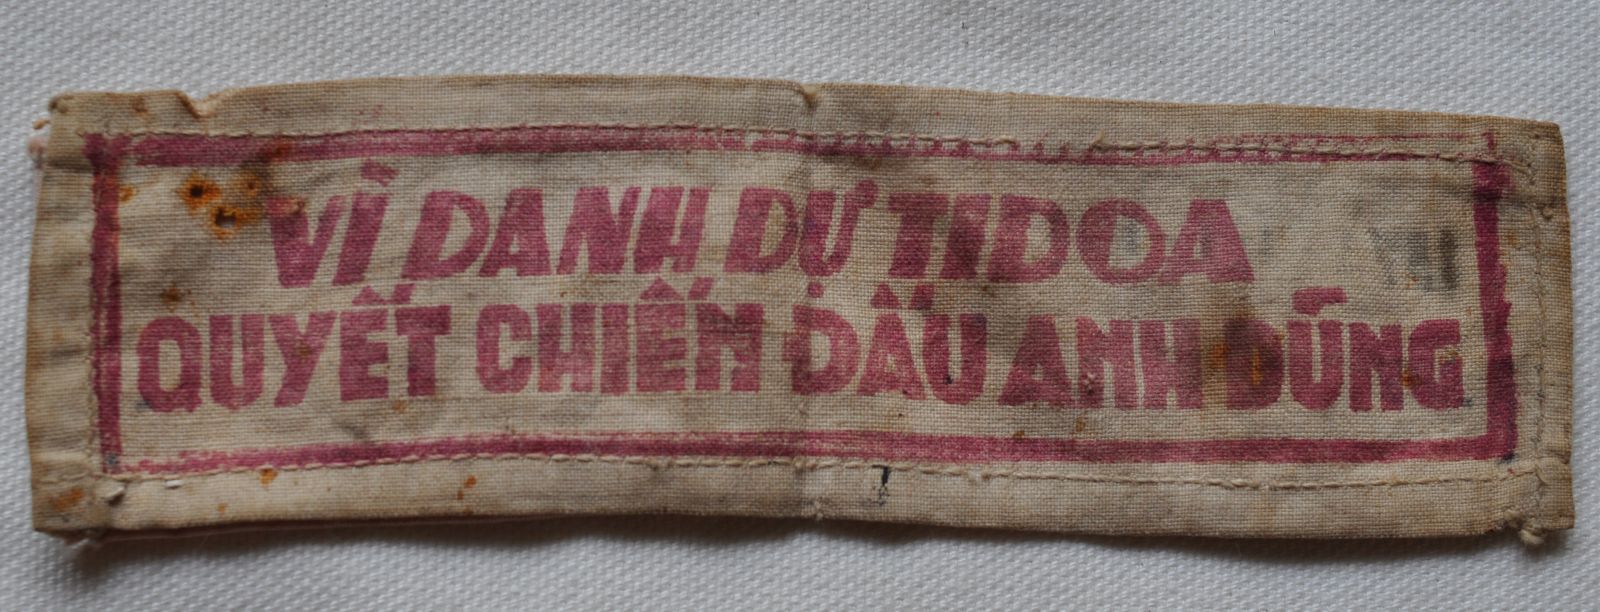 VÌ DANH DỰ TIDOA
QUYẾT CHIẾN ĐẤU ANH DŨNG